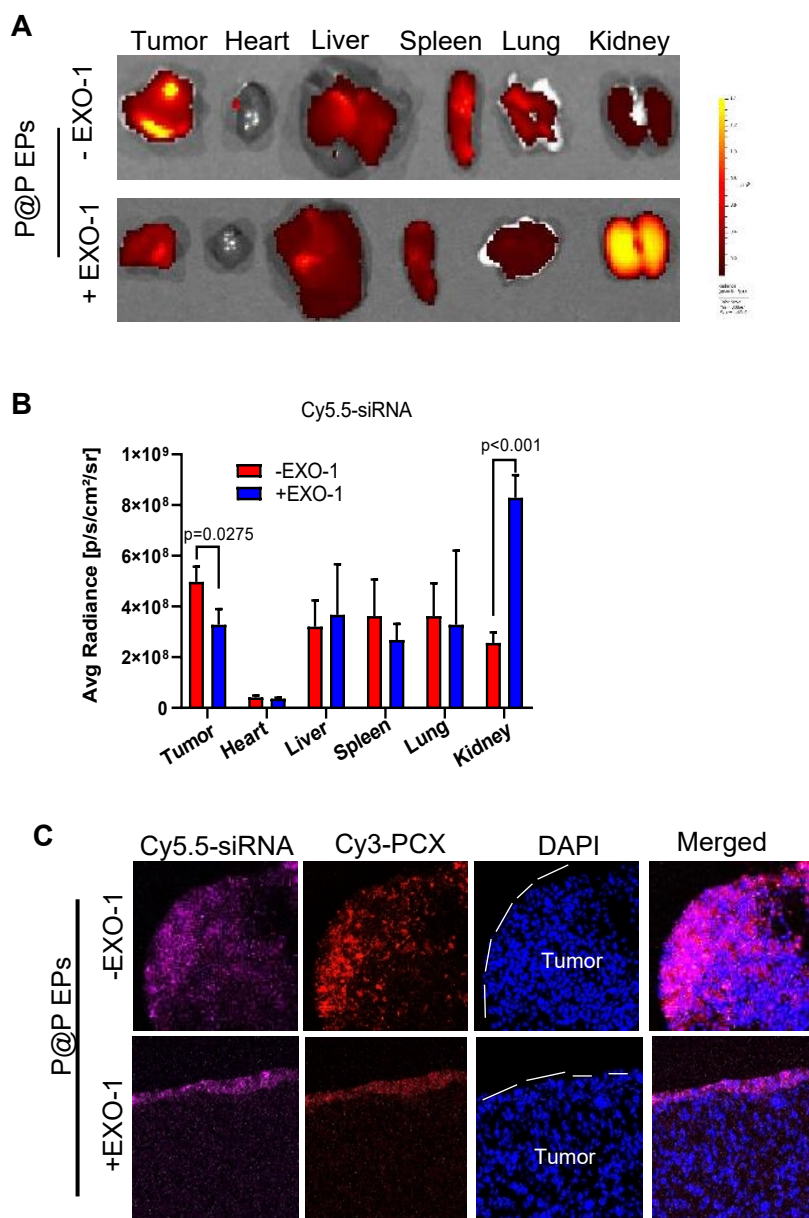 A
Tumor Heart Liver Spleen Lung Kidney
P@P EPs
- EXO-1
+ EXO-1
B
Cy5.5-siRNA
Avg Radiance [p/s/cm²/sr]
1×10⁹
8×10⁸
6×10⁸
4×10⁸
2×10⁸
0
-EXO-1
+EXO-1
p=0.0275
p<0.001
Tumor Heart Liver Spleen Lung Kidney
C
Cy5.5-siRNA Cy3-PCX DAPI Merged
P@P EPs
-EXO-1
Tumor
+EXO-1
Tumor